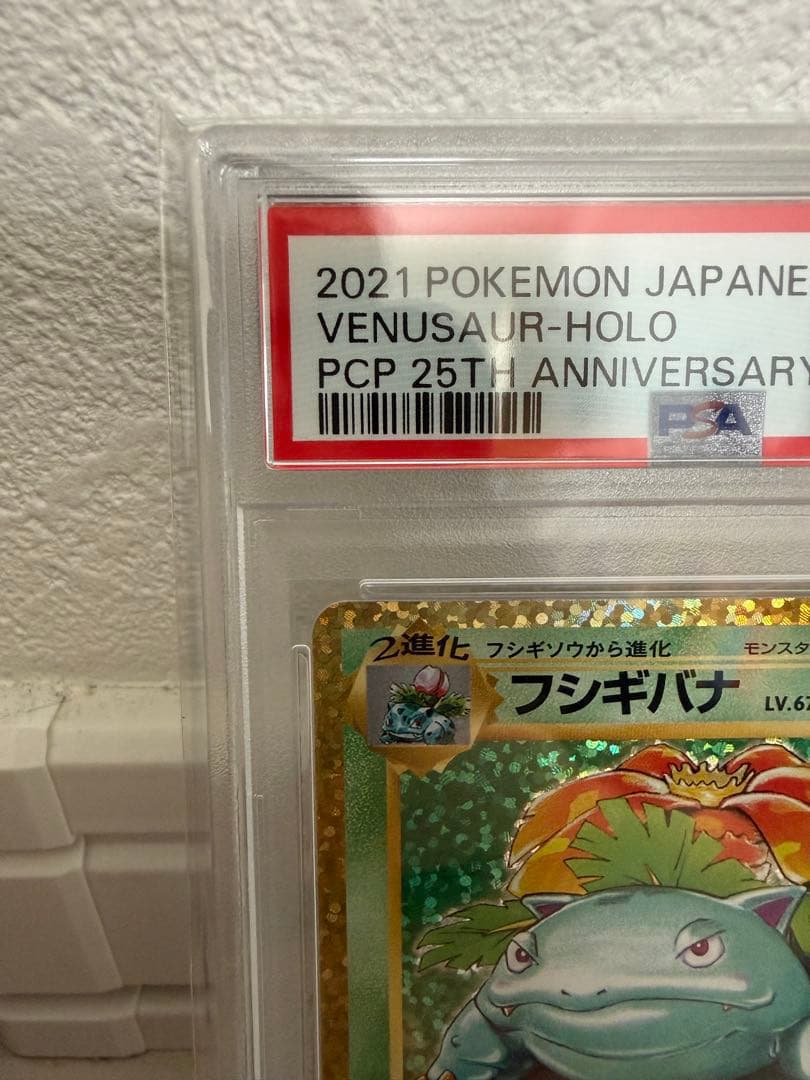 2021 POKEMON JAPANE
VENUSAUR-HOLO
PCP 25TH ANNIVERSARY
PSA
2進化 フシギソウから進化 モンスタ
フシギバナ LV.67